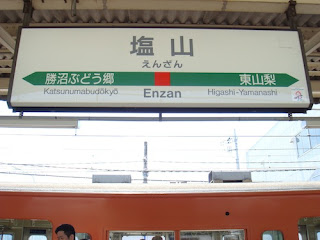 塩山
えんざん
勝沼ぶどう郷
東山梨
Katsunumabudōkyō
Enzan
Higashi-Yamanashi